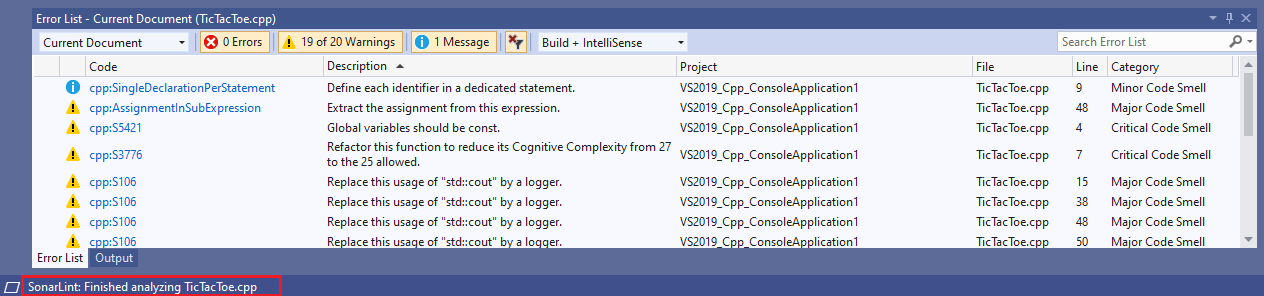 Error List - Current Document (TicTacToe.cpp)
Current Document 0 Errors 19 of 20 Warnings 1 Message Build + IntelliSense Search Error List
Code Description Project File Line Category
cpp:SingleDeclarationPerStatement Define each identifier in a dedicated statement. VS2019_Cpp_ConsoleApplication1 TicTacToe.cpp 9 Minor Code Smell
cpp:AssignmentInSubExpression Extract the assignment from this expression. VS2019_Cpp_ConsoleApplication1 TicTacToe.cpp 48 Major Code Smell
cpp:S5421 Global variables should be const. VS2019_Cpp_ConsoleApplication1 TicTacToe.cpp 4 Critical Code Smell
cpp:S3776 Refactor this function to reduce its Cognitive Complexity from 27
to the 25 allowed. VS2019_Cpp_ConsoleApplication1 TicTacToe.cpp 7 Critical Code Smell
cpp:S106 Replace this usage of "std::cout" by a logger. VS2019_Cpp_ConsoleApplication1 TicTacToe.cpp 15 Major Code Smell
cpp:S106 Replace this usage of "std::cout" by a logger. VS2019_Cpp_ConsoleApplication1 TicTacToe.cpp 38 Major Code Smell
cpp:S106 Replace this usage of "std::cout" by a logger. VS2019_Cpp_ConsoleApplication1 TicTacToe.cpp 48 Major Code Smell
cpp:S106 Replace this usage of "std::cout" by a logger. VS2019_Cpp_ConsoleApplication1 TicTacToe.cpp 50 Major Code Smell
Error List Output
SonarLint: Finished analyzing TicTacToe.cpp